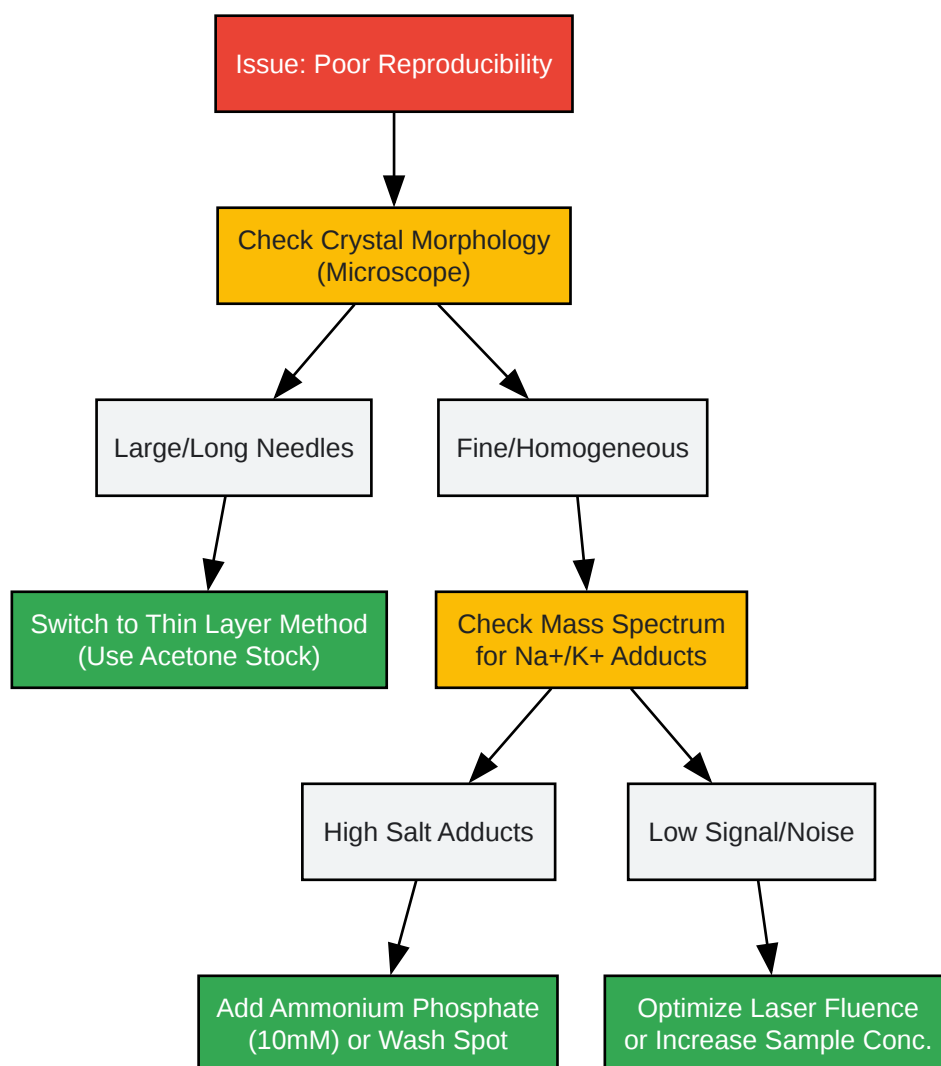 Issue: Poor Reproducibility
Check Crystal Morphology
(Microscope)
Large/Long Needles
Fine/Homogeneous
Switch to Thin Layer Method
(Use Acetone Stock)
Check Mass Spectrum
for Na+/K+ Adducts
High Salt Adducts
Low Signal/Noise
Add Ammonium Phosphate
(10mM) or Wash Spot
Optimize Laser Fluence
or Increase Sample Conc.